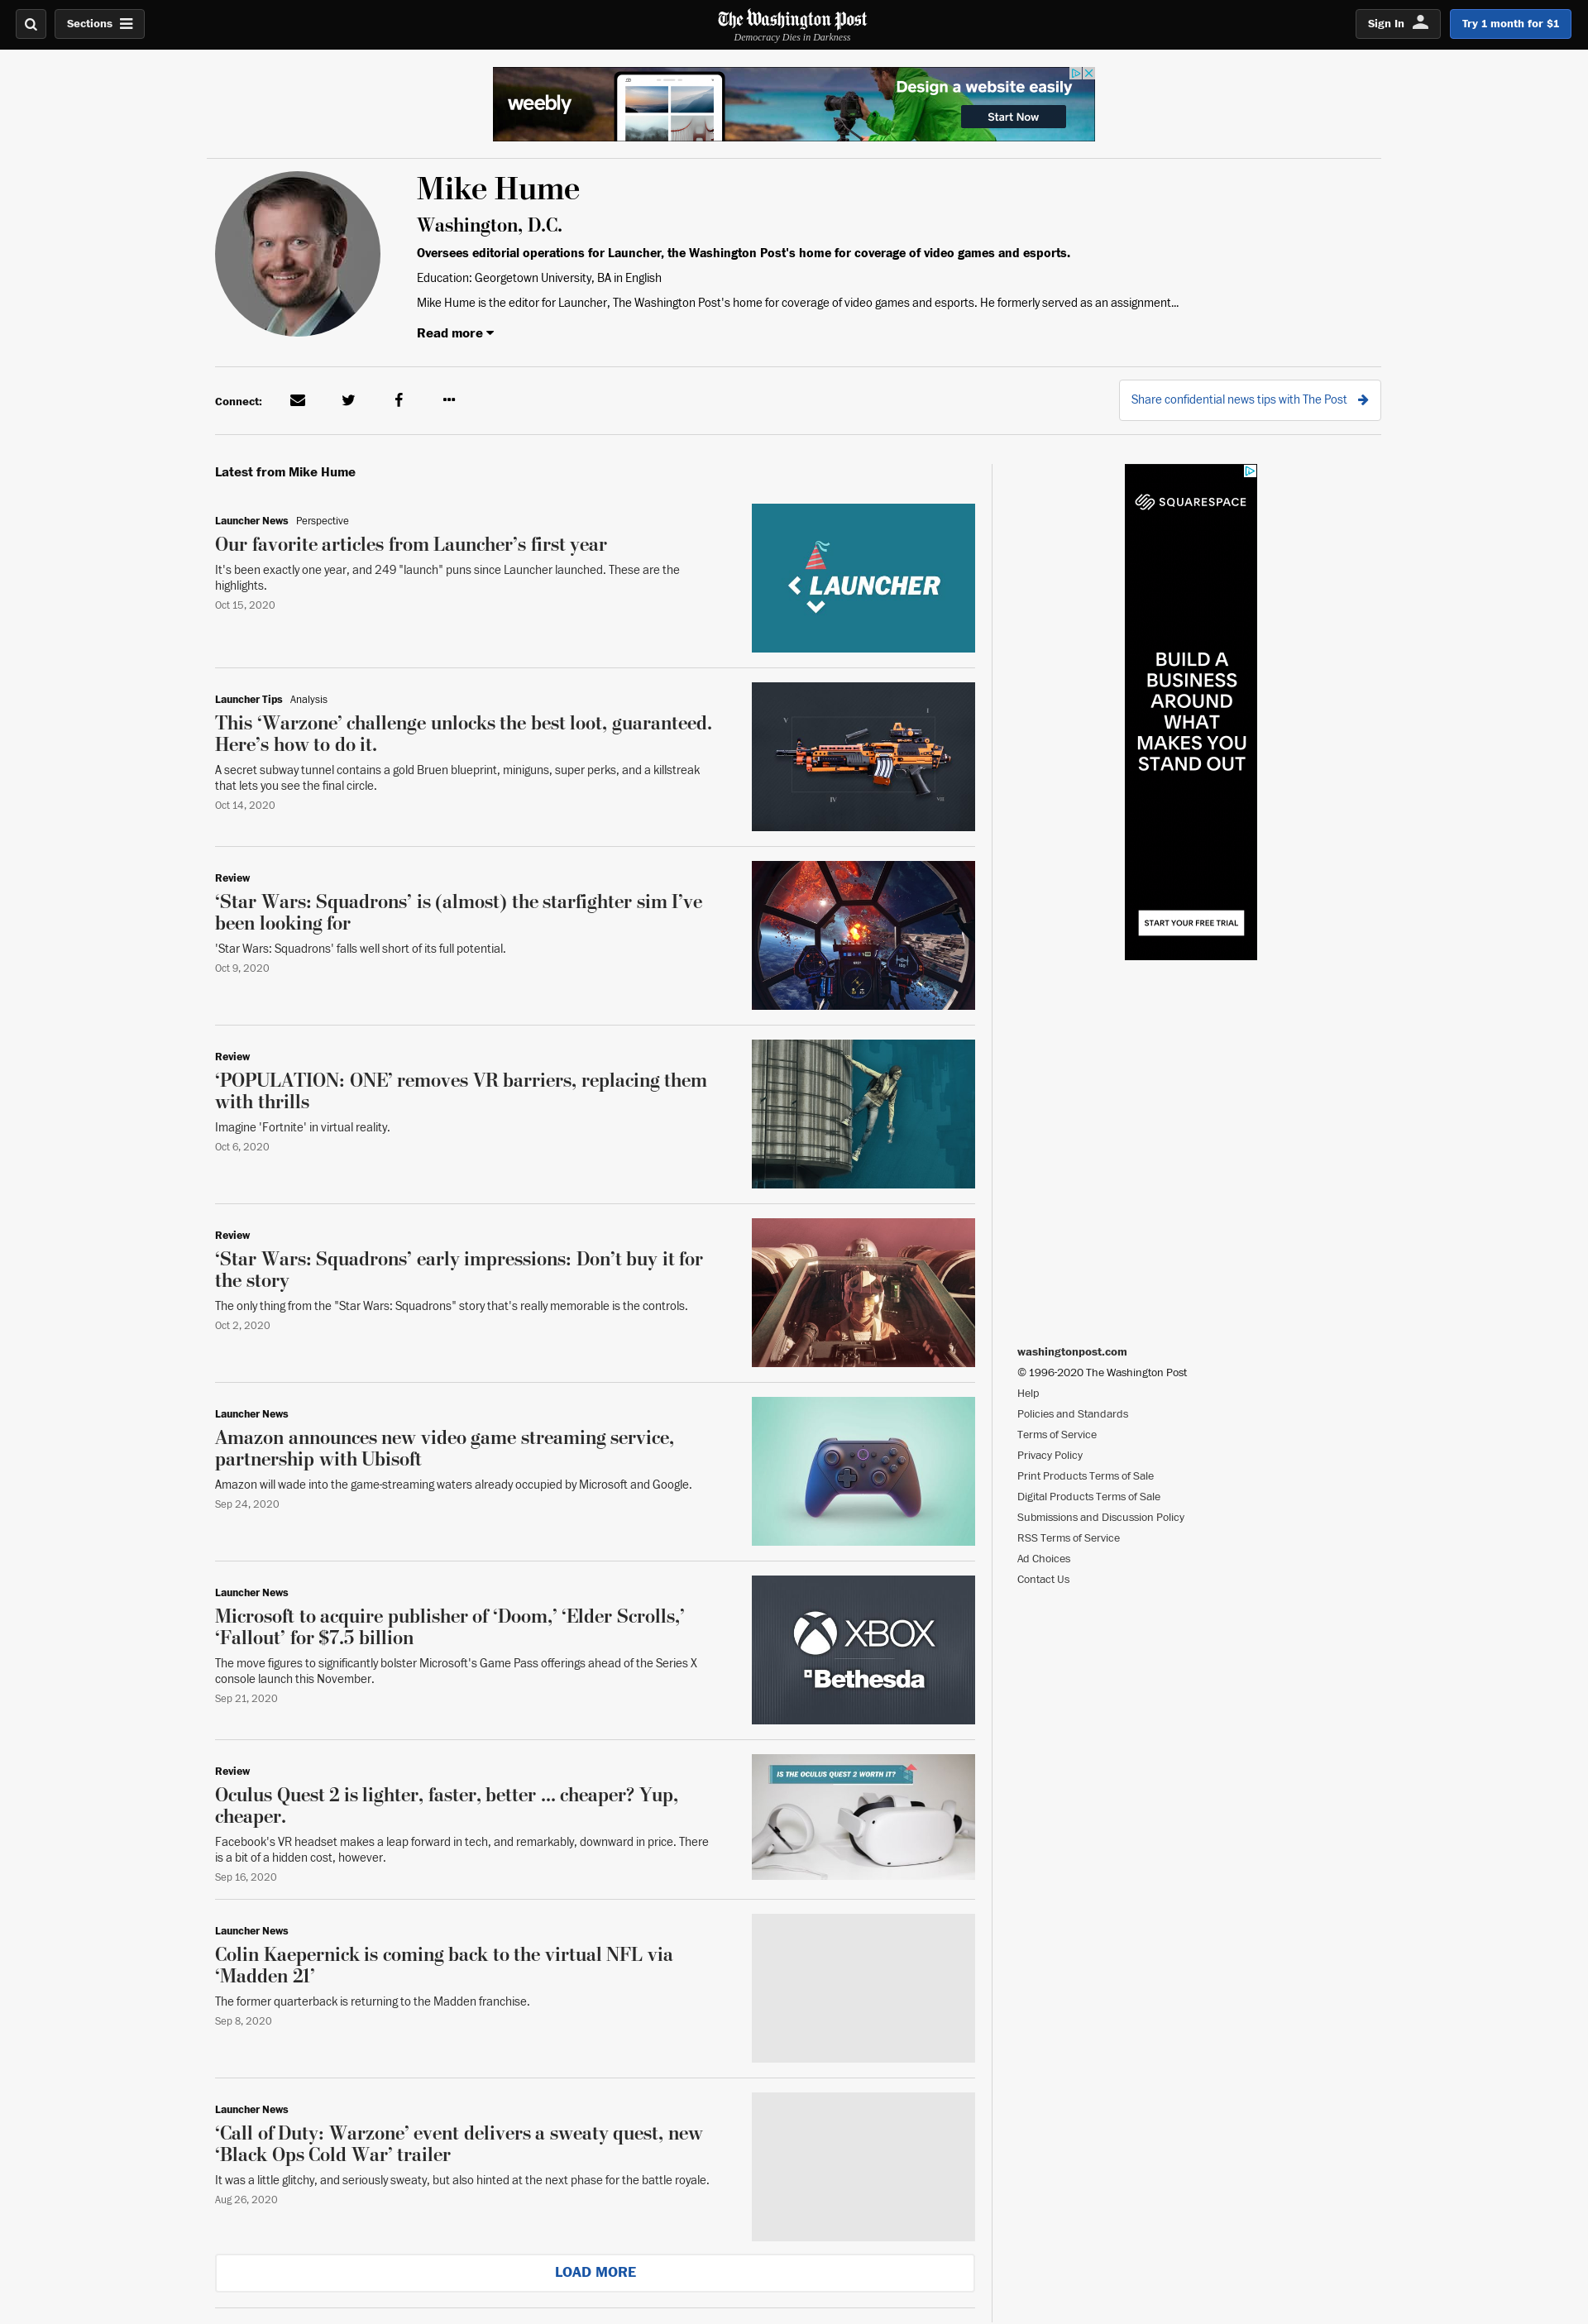 Sections
The Washington Post
Democracy Dies in Darkness
Sign In
Try 1 month for $1
weebly
Design a website easily
Start Now
Mike Hume
Washington, D.C.
Oversees editorial operations for Launcher, the Washington Post's home for coverage of video games and esports.
Education: Georgetown University, BA in English
Mike Hume is the editor for Launcher, The Washington Post's home for coverage of video games and esports. He formerly served as an assignment...
Read more
Connect:
Share confidential news tips with The Post
Latest from Mike Hume
Launcher News Perspective
Our favorite articles from Launcher’s first year
It's been exactly one year, and 249 "launch" puns since Launcher launched. These are the
highlights.
Oct 15, 2020
LAUNCHER
Launcher Tips Analysis
This ‘Warzone’ challenge unlocks the best loot, guaranteed.
Here’s how to do it.
A secret subway tunnel contains a gold Bruen blueprint, miniguns, super perks, and a killstreak
that lets you see the final circle.
Oct 14, 2020
V
I
IV
VII
Review
‘Star Wars: Squadrons’ is (almost) the starfighter sim I’ve
been looking for
'Star Wars: Squadrons' falls well short of its full potential.
Oct 9, 2020
Review
‘POPULATION: ONE’ removes VR barriers, replacing them
with thrills
Imagine 'Fortnite' in virtual reality.
Oct 6, 2020
Review
‘Star Wars: Squadrons’ early impressions: Don’t buy it for
the story
The only thing from the "Star Wars: Squadrons" story that's really memorable is the controls.
Oct 2, 2020
Launcher News
Amazon announces new video game streaming service,
partnership with Ubisoft
Amazon will wade into the game-streaming waters already occupied by Microsoft and Google.
Sep 24, 2020
Launcher News
Microsoft to acquire publisher of ‘Doom,’ ‘Elder Scrolls,’
‘Fallout’ for $7.5 billion
The move figures to significantly bolster Microsoft's Game Pass offerings ahead of the Series X
console launch this November.
Sep 21, 2020
XBOX
Bethesda
Review
Oculus Quest 2 is lighter, faster, better ... cheaper? Yup,
cheaper.
Facebook's VR headset makes a leap forward in tech, and remarkably, downward in price. There
is a bit of a hidden cost, however.
Sep 16, 2020
IS THE OCULUS QUEST 2 WORTH IT?
Launcher News
Colin Kaepernick is coming back to the virtual NFL via
‘Madden 21’
The former quarterback is returning to the Madden franchise.
Sep 8, 2020
Launcher News
‘Call of Duty: Warzone’ event delivers a sweaty quest, new
‘Black Ops Cold War’ trailer
It was a little glitchy, and seriously sweaty, but also hinted at the next phase for the battle royale.
Aug 26, 2020
LOAD MORE
SQUARESPACE
BUILD A
BUSINESS
AROUND
WHAT
MAKES YOU
STAND OUT
START YOUR FREE TRIAL
washingtonpost.com
© 1996-2020 The Washington Post
Help
Policies and Standards
Terms of Service
Privacy Policy
Print Products Terms of Sale
Digital Products Terms of Sale
Submissions and Discussion Policy
RSS Terms of Service
Ad Choices
Contact Us